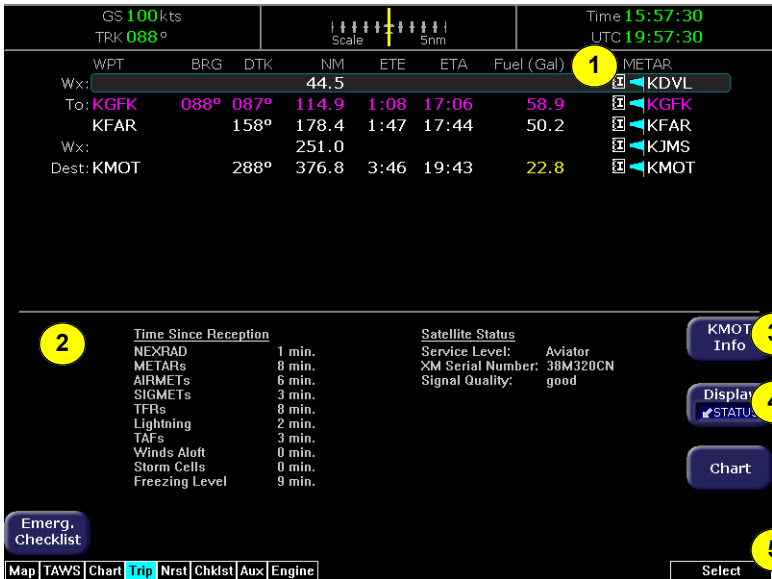 GS 100 kts
TRK 088°
Scale 5nm
Time 15:57:30
UTC 19:57:30
WPT BRG DTK NM ETE ETA Fuel (Gal) 1 METAR
Wx: 44.5 I KDVL
To: KGFK 088° 087° 114.9 1:08 17:06 58.9 I KGFK
KFAR 158° 178.4 1:47 17:44 50.2 I KFAR
Wx: 251.0 I KJMS
Dest: KMOT 288° 376.8 3:46 19:43 22.8 I KMOT
2
Time Since Reception
NEXRAD 1 min.
METARs 8 min.
AIRMETs 6 min.
SIGMETs 3 min.
TFRs 8 min.
Lightning 2 min.
TAFs 3 min.
Winds Aloft 0 min.
Storm Cells 0 min.
Freezing Level 9 min.
Satellite Status
Service Level: Aviator
XM Serial Number: 38M320CN
Signal Quality: good
KMOT
Info
3
Display
STATUS
4
Chart
Emerg.
Checklist
5
Map TAWS Chart Trip Nrst Chklst Aux Engine Select